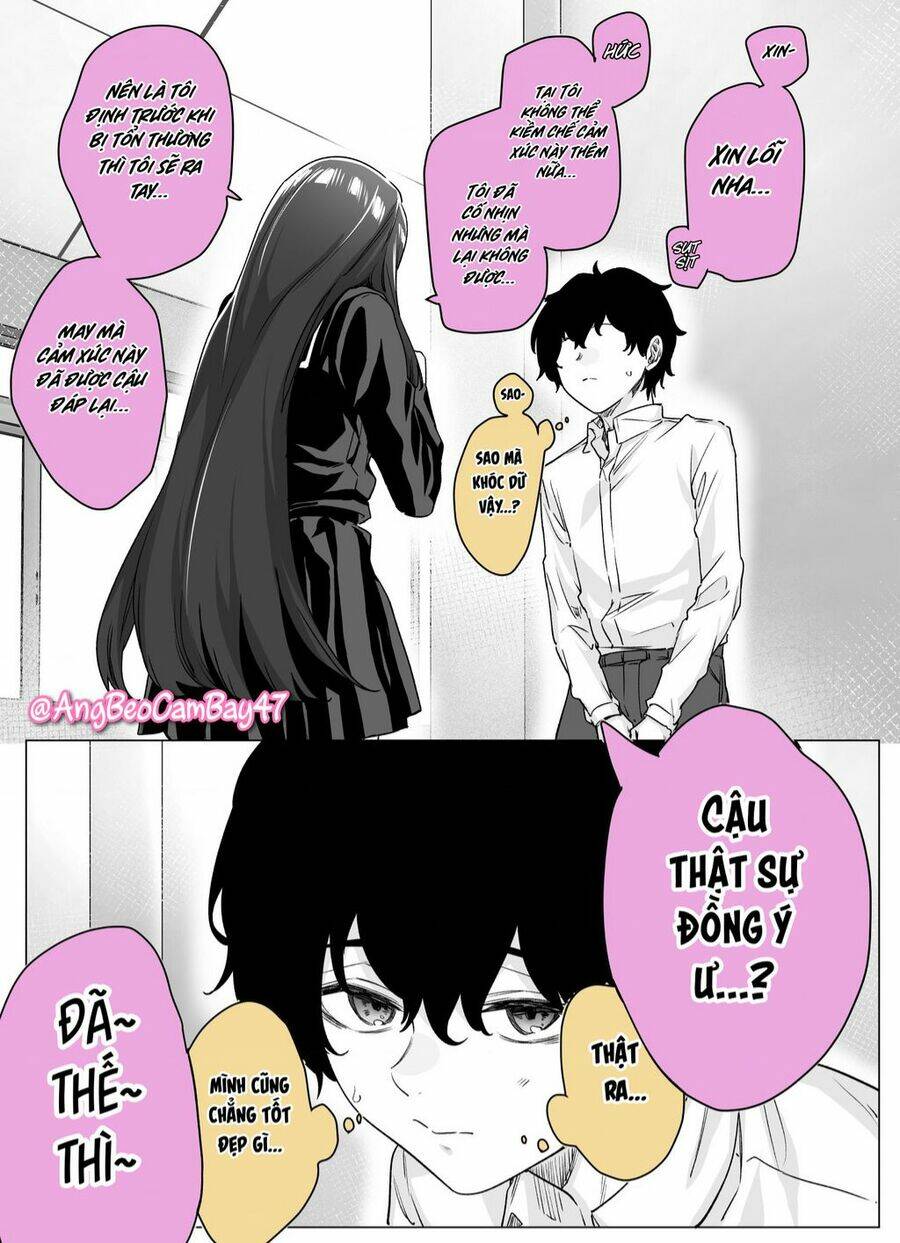 XIN-
XIN LỖI
NHA...
SỤT
SỊT
HỨC
TẠI TÔI
KHÔNG THỂ
KIỀM CHẾ CẢM
XÚC NÀY THÊM
NỮA...
TÔI ĐÃ
CỐ NHỊN
NHƯNG MÀ
LẠI KHÔNG
ĐƯỢC...
NÊN LÀ TÔI
ĐỊNH TRƯỚC KHI
BỊ TỔN THƯƠNG
THÌ TÔI SẼ RA
TAY...
MAY MÀ
CẢM XÚC NÀY
ĐÃ ĐƯỢC CẬU
ĐÁP LẠI...
SAO-
SAO MÀ
KHÓC DỮ
VẬY...?
@AngBeoCamBay47
CẬU
THẬT SỰ
ĐỒNG Ý
Ư...?
THẬT
RA...
MÌNH CŨNG
CHẲNG TỐT
ĐẸP GÌ...
ĐÃ~
THẾ~
THÌ~